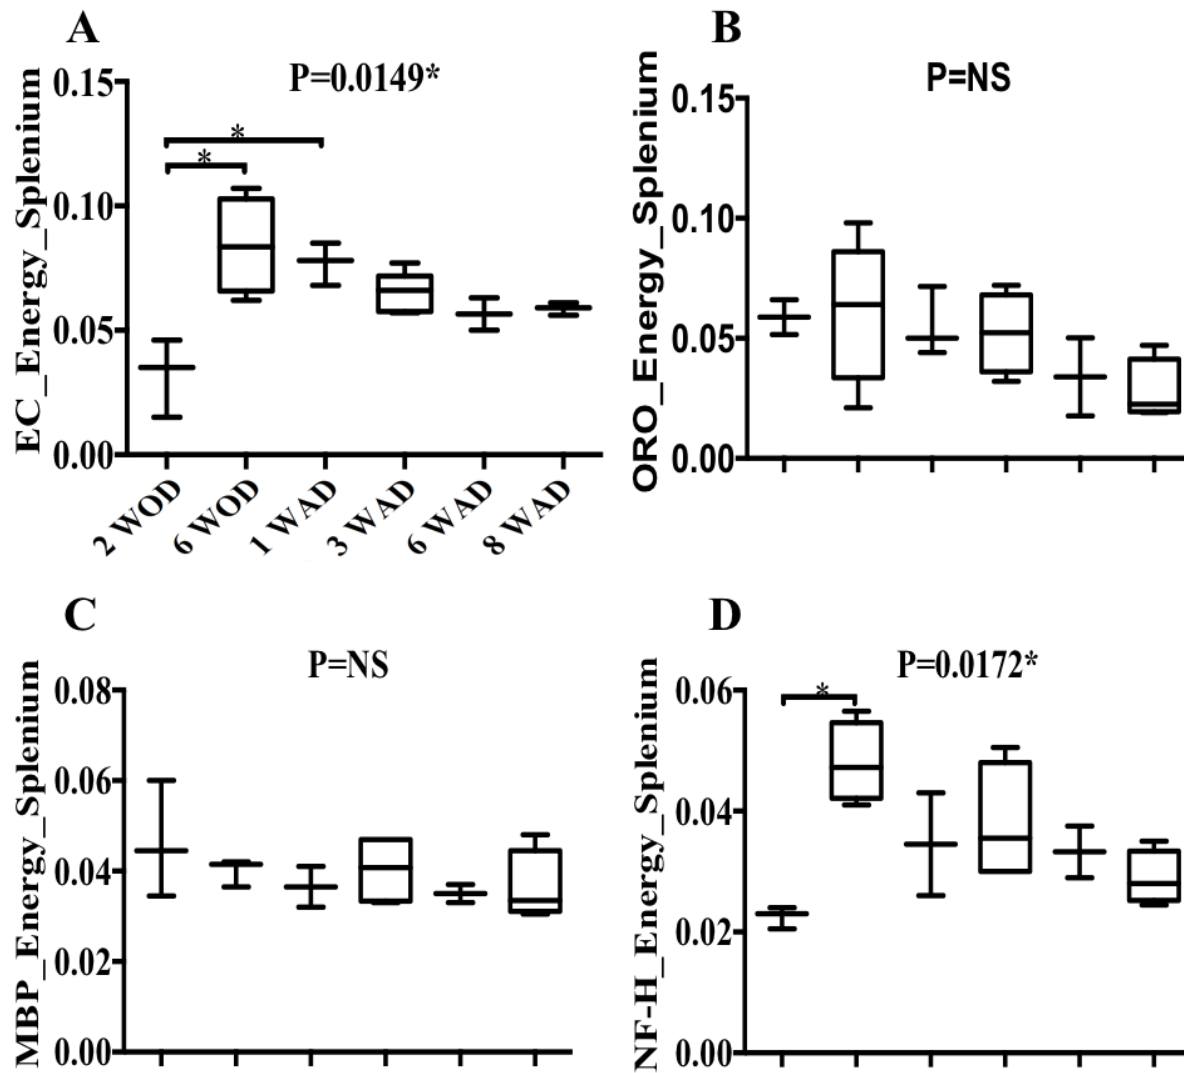 A
P=0.0149*
EC_Energy_Splenium
0.15
0.10
0.05
0.00
*
*
2 WOD
6 WOD
1 WAD
3 WAD
6 WAD
8 WAD
B
P=NS
ORO_Energy_Splenium
0.15
0.10
0.05
0.00
C
P=NS
MBP_Energy_Splenium
0.08
0.06
0.04
0.02
0.00
D
P=0.0172*
NF-H_Energy_Splenium
0.06
0.04
0.02
0.00
*